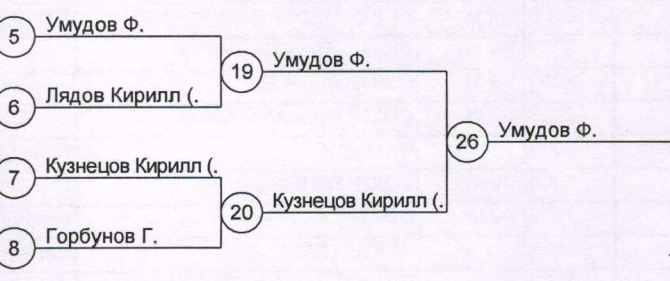 5 Умудов Ф.
19 Умудов Ф.
6 Лядов Кирилл (.
26 Умудов Ф.
7 Кузнецов Кирилл (.
20 Кузнецов Кирилл (.
8 Горбунов Г.